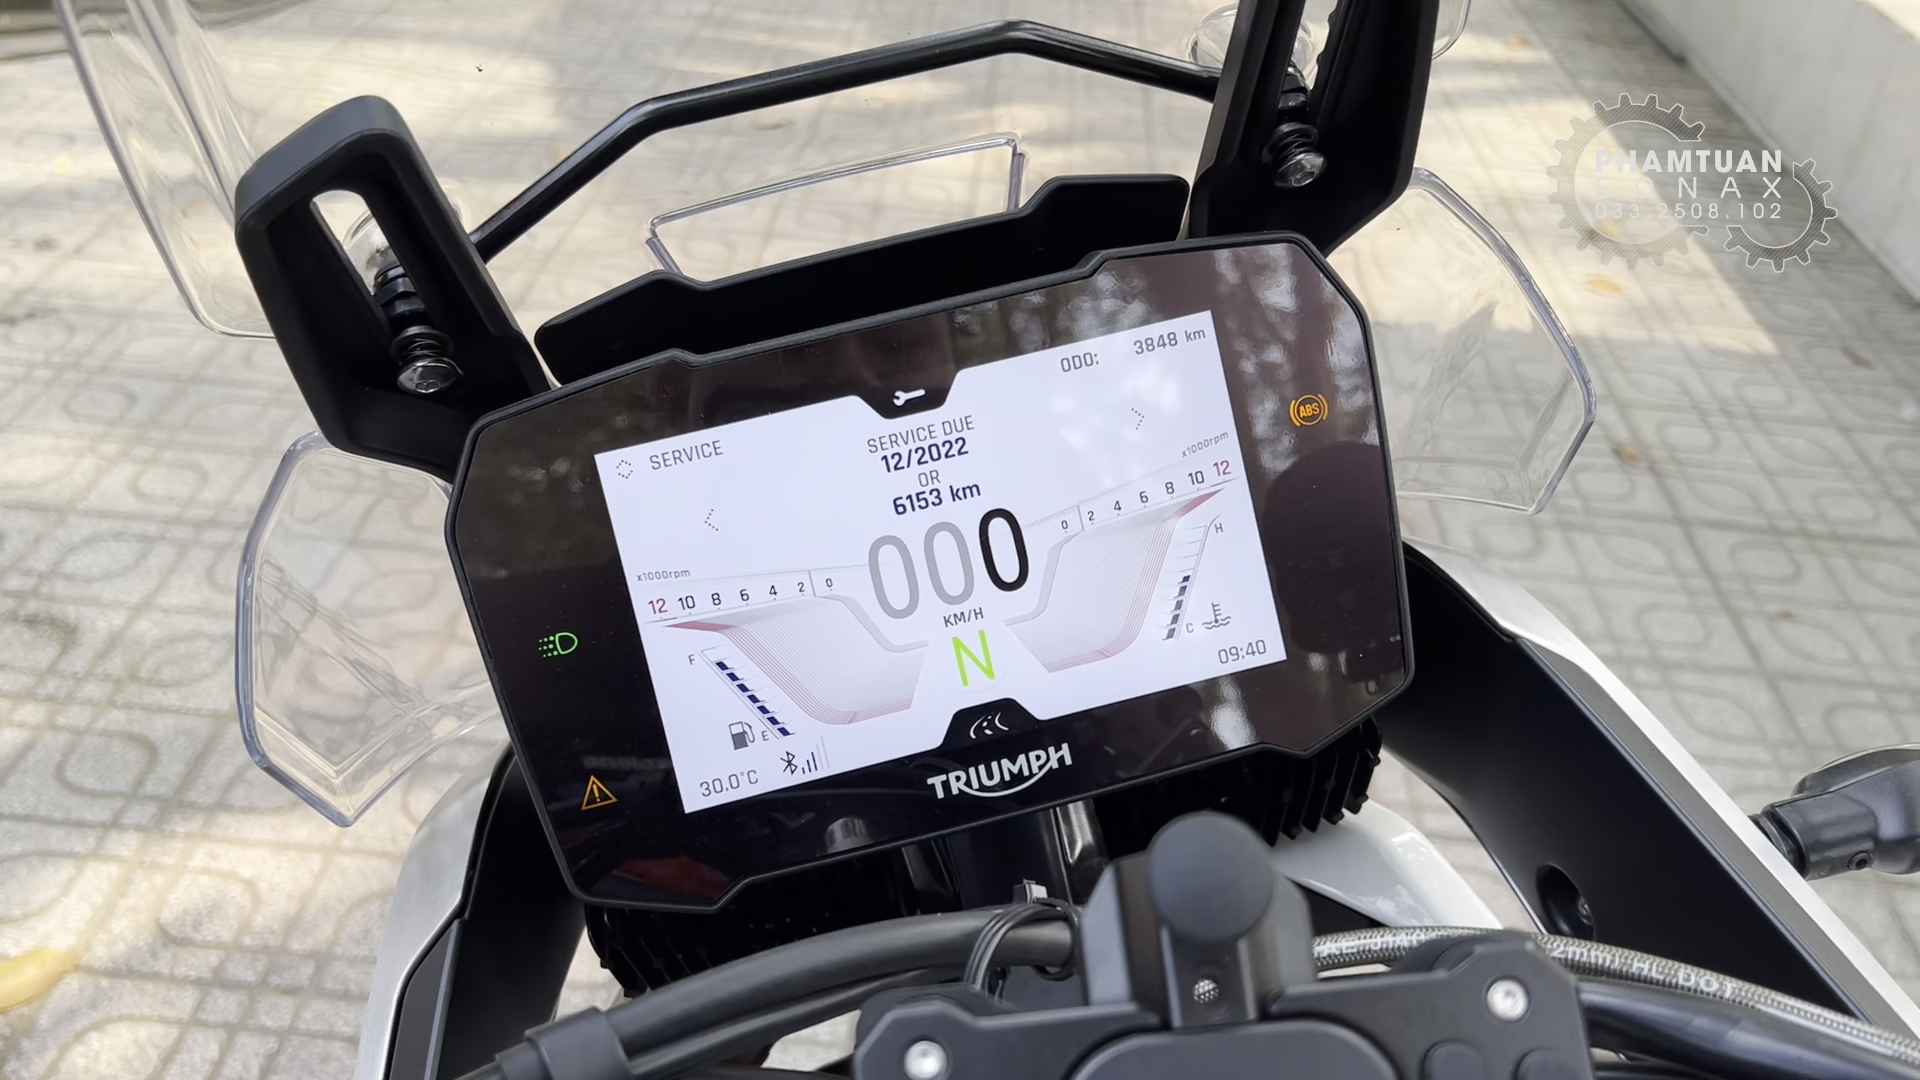 PHAMTUAN
SONAX
033 2508.102
ODO: 3848 km
SERVICE
SERVICE DUE
12/2022
OR
6153 km
x1000rpm
12 10 8 6 4 2 0
x1000rpm
0 2 4 6 8 10 12
000
KM/H
N
F
E
H
C
30.0°C
09:40
ABS
TRIUMPH